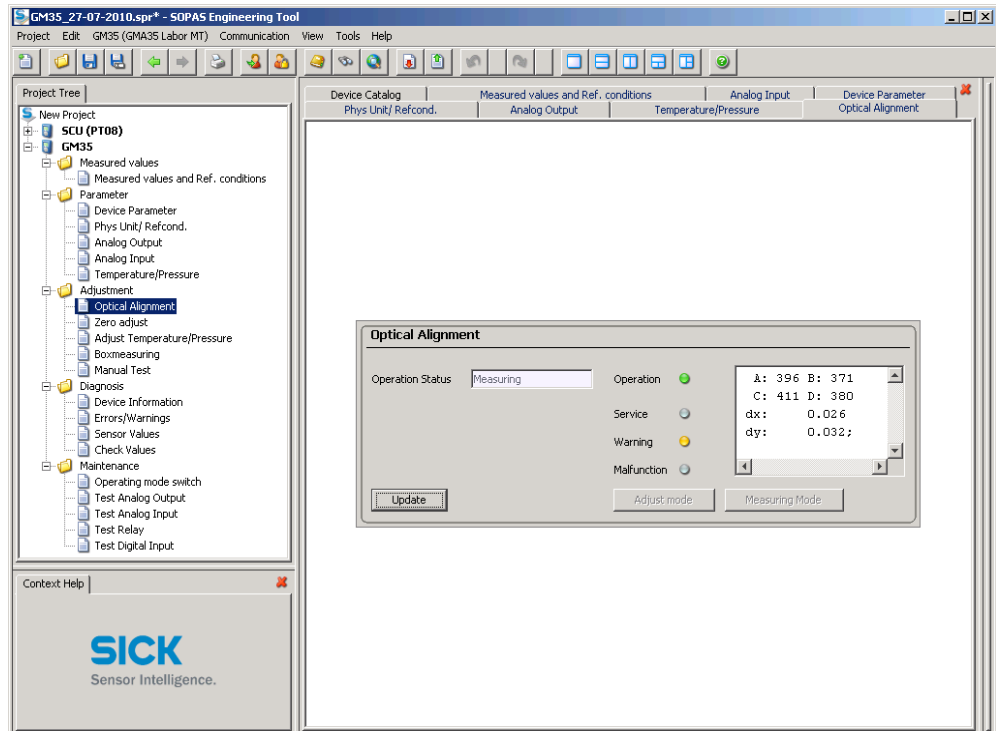 GM35_27-07-2010.spr* - SOPAS Engineering Tool
Project Edit GM35 (GMA35 Labor MT) Communication View Tools Help
Project Tree
New Project
SCU (PT08)
GM35
Measured values
Measured values and Ref. conditions
Parameter
Device Parameter
Phys Unit/ Refcond.
Analog Output
Analog Input
Temperature/Pressure
Adjustment
Optical Alignment
Zero adjust
Adjust Temperature/Pressure
Boxmeasuring
Manual Test
Diagnosis
Device Information
Errors/Warnings
Sensor Values
Check Values
Maintenance
Operating mode switch
Test Analog Output
Test Analog Input
Test Relay
Test Digital Input
Context Help
SICK
Sensor Intelligence.
Device Catalog Measured values and Ref. conditions Analog Input Device Parameter
Phys Unit/ Refcond. Analog Output Temperature/Pressure Optical Alignment
Optical Alignment
Operation Status Measuring
Operation
Service
Warning
Malfunction
A: 396 B: 371
C: 411 D: 380
dx: 0.026
dy: 0.032;
Update Adjust mode Measuring Mode